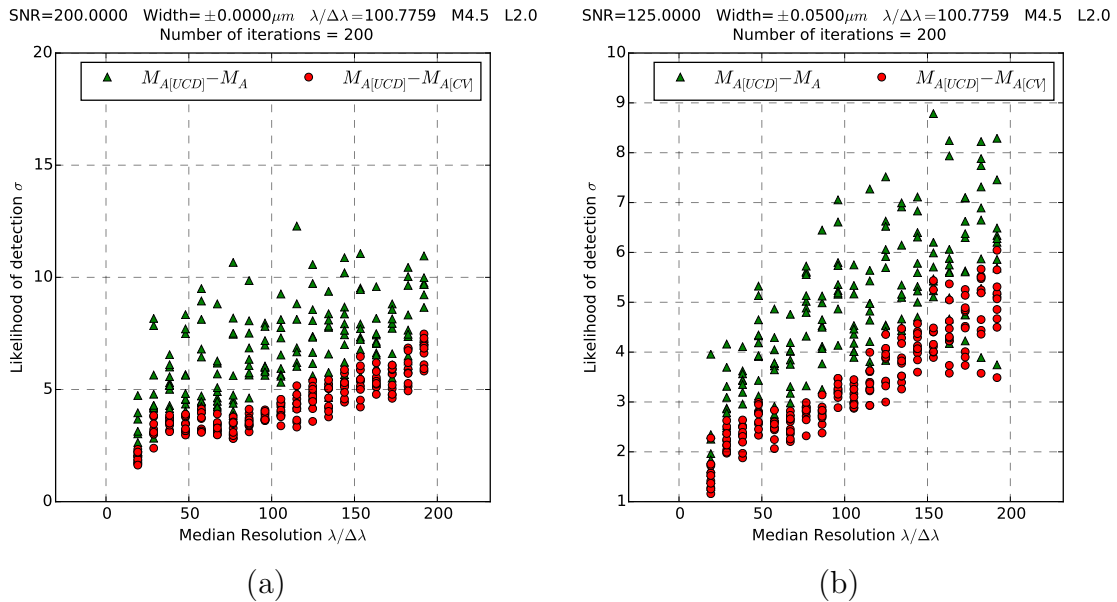 SNR=200.0000 Width=±0.0000μm λ/Δλ=100.7759 M4.5 L2.0
Number of iterations = 200
M_{A[UCD]}−M_A M_{A[UCD]}−M_{A[CV]}
20
15
10
5
0
Likelihood of detection σ
0 50 100 150 200
Median Resolution λ/Δλ
(a)
SNR=125.0000 Width=±0.0500μm λ/Δλ=100.7759 M4.5 L2.0
Number of iterations = 200
M_{A[UCD]}−M_A M_{A[UCD]}−M_{A[CV]}
10
9
8
7
6
5
4
3
2
1
Likelihood of detection σ
0 50 100 150 200
Median Resolution λ/Δλ
(b)